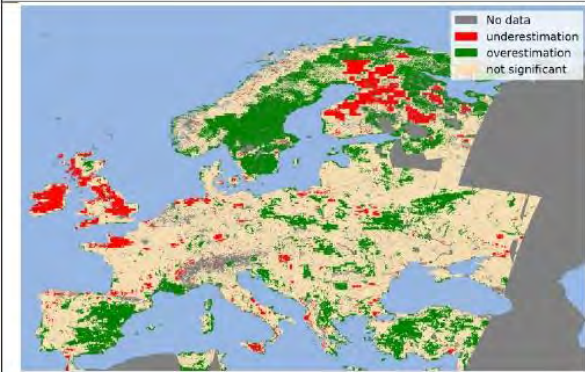 No data
underestimation
overestimation
not significant